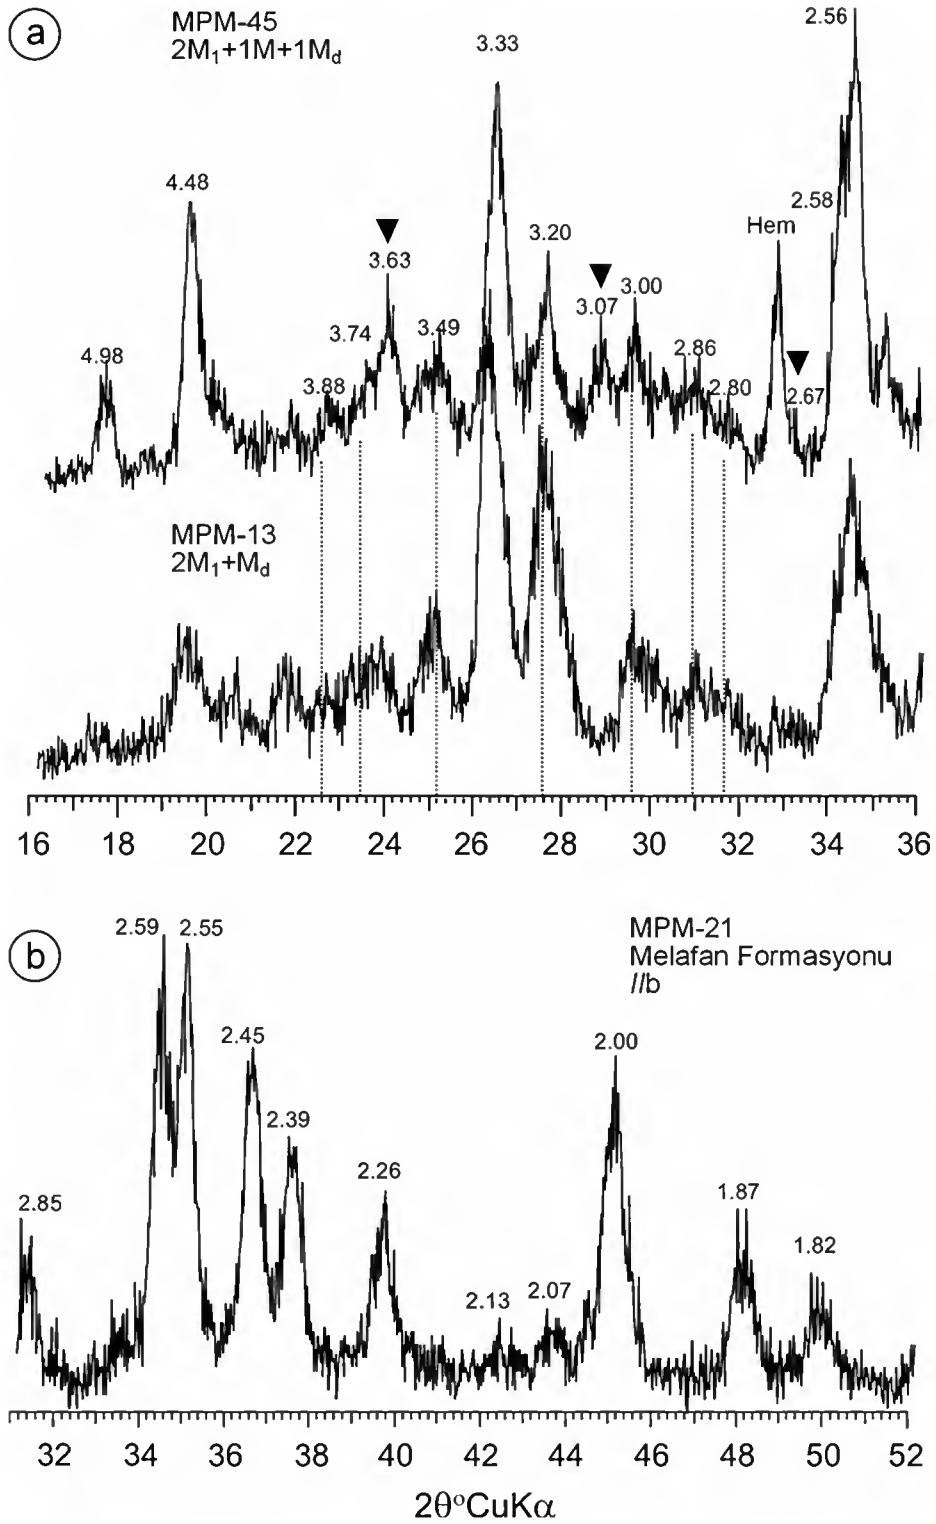 a
MPM-45
2M₁+1M+1M_d
4.98
4.48
3.88
3.74
3.63
3.49
3.33
3.20
3.07
3.00
2.86
2.80
Hem
2.67
2.58
2.56
MPM-13
2M₁+M_d
16 18 20 22 24 26 28 30 32 34 36
b
MPM-21
Melafan Formasyonu
//b
2.85
2.59
2.55
2.45
2.39
2.26
2.13
2.07
2.00
1.87
1.82
32 34 36 38 40 42 44 46 48 50 52
2θ°CuKα